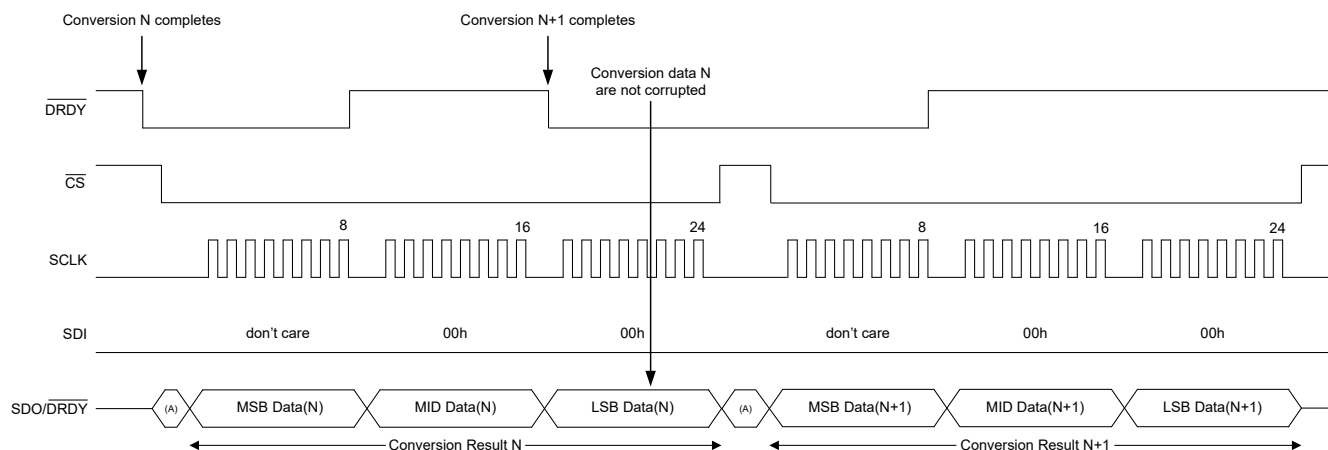 Conversion N completes
Conversion N+1 completes
Conversion data N
are not corrupted
DRDY
CS
8
16
24
8
16
24
SCLK
SDI
don't care
00h
00h
don't care
00h
00h
SDO/DRDY
(A)
MSB Data(N)
MID Data(N)
LSB Data(N)
(A)
MSB Data(N+1)
MID Data(N+1)
LSB Data(N+1)
Conversion Result N
Conversion Result N+1